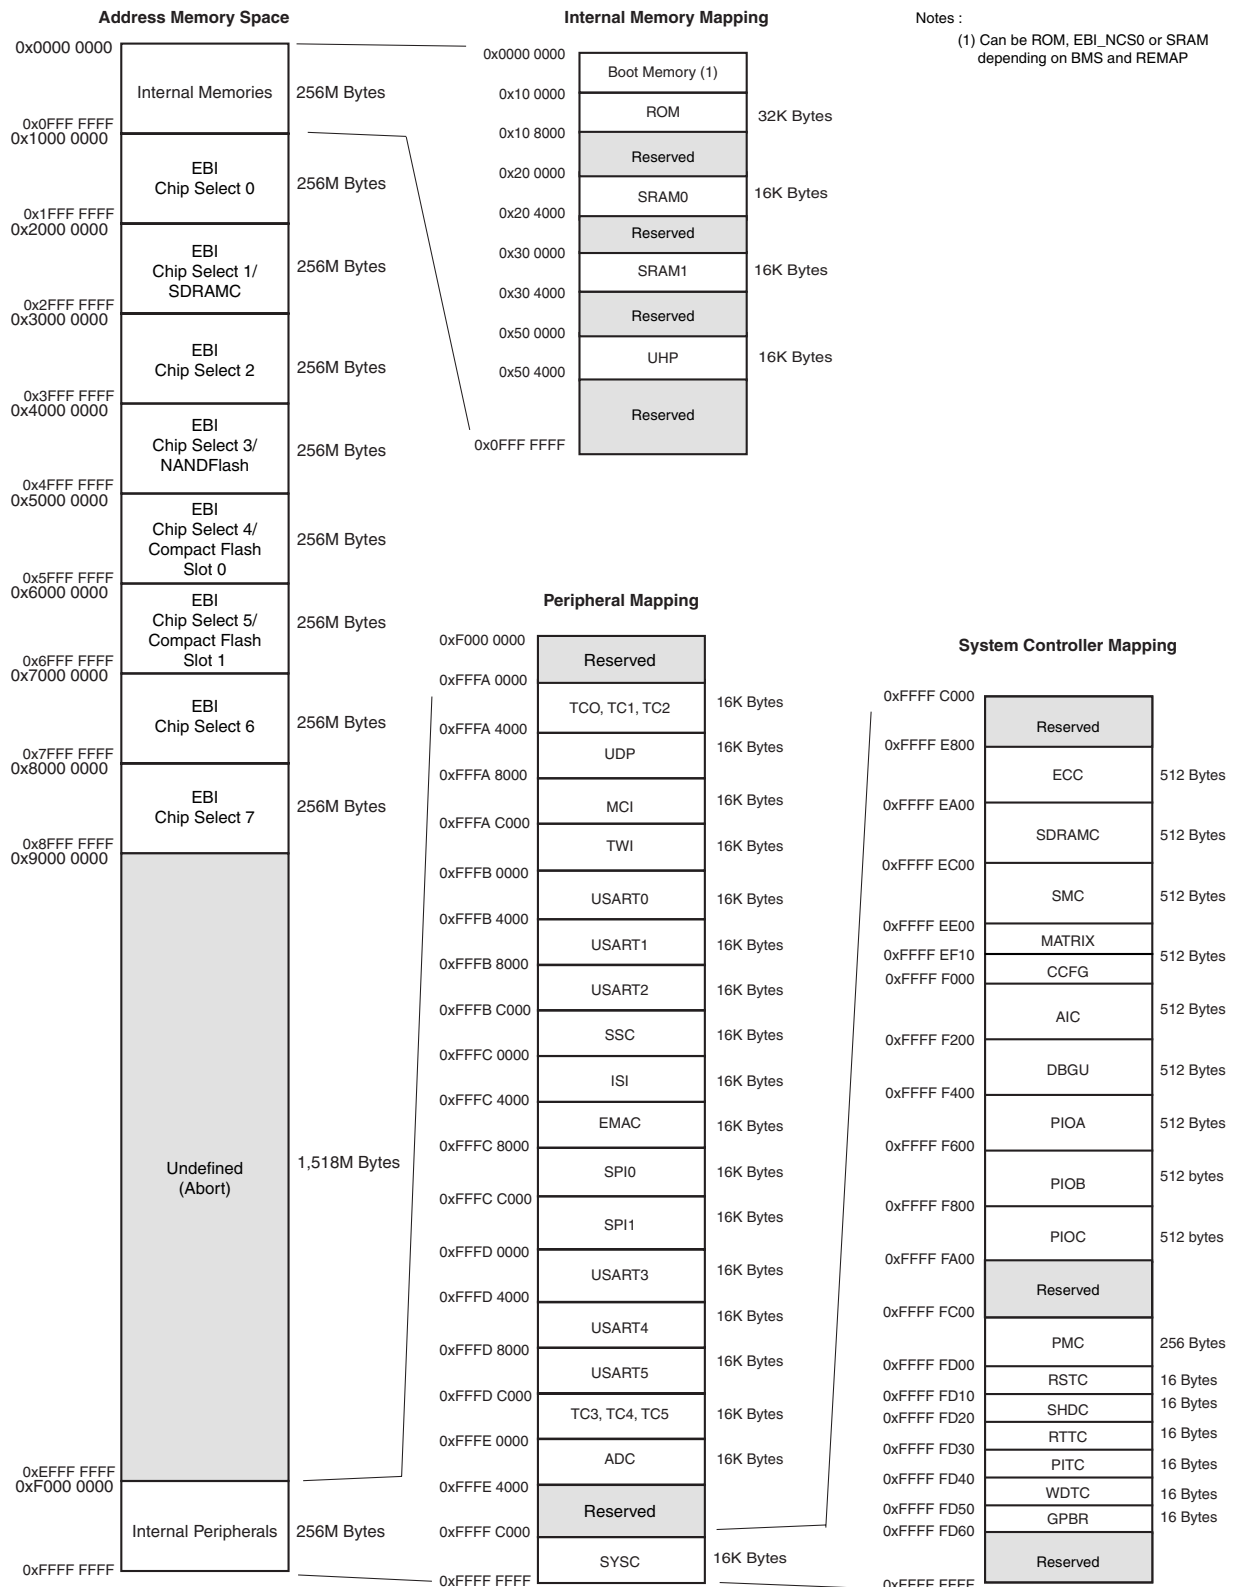 Address Memory Space
0x0000 0000
Internal Memories
256M Bytes
0x0FFF FFFF
0x1000 0000
EBI
Chip Select 0
256M Bytes
0x1FFF FFFF
0x2000 0000
EBI
Chip Select 1/
SDRAMC
256M Bytes
0x2FFF FFFF
0x3000 0000
EBI
Chip Select 2
256M Bytes
0x3FFF FFFF
0x4000 0000
EBI
Chip Select 3/
NANDFlash
256M Bytes
0x4FFF FFFF
0x5000 0000
EBI
Chip Select 4/
Compact Flash
Slot 0
256M Bytes
0x5FFF FFFF
0x6000 0000
EBI
Chip Select 5/
Compact Flash
Slot 1
256M Bytes
0x6FFF FFFF
0x7000 0000
EBI
Chip Select 6
256M Bytes
0x7FFF FFFF
0x8000 0000
EBI
Chip Select 7
256M Bytes
0x8FFF FFFF
0x9000 0000
Undefined
(Abort)
1,518M Bytes
0xEFFF FFFF
0xF000 0000
Internal Peripherals
256M Bytes
0xFFFF FFFF
Internal Memory Mapping
0x0000 0000
Boot Memory (1)
0x10 0000
ROM
32K Bytes
0x10 8000
Reserved
0x20 0000
SRAM0
16K Bytes
0x20 4000
Reserved
0x30 0000
SRAM1
16K Bytes
0x30 4000
Reserved
0x50 0000
UHP
16K Bytes
0x50 4000
Reserved
0x0FFF FFFF
Notes :
(1) Can be ROM, EBI_NCS0 or SRAM
depending on BMS and REMAP
Peripheral Mapping
0xF000 0000
Reserved
0xFFFA 0000
TCO, TC1, TC2
16K Bytes
0xFFFA 4000
UDP
16K Bytes
0xFFFA 8000
MCI
16K Bytes
0xFFFA C000
TWI
16K Bytes
0xFFFB 0000
USART0
16K Bytes
0xFFFB 4000
USART1
16K Bytes
0xFFFB 8000
USART2
16K Bytes
0xFFFB C000
SSC
16K Bytes
0xFFFC 0000
ISI
16K Bytes
0xFFFC 4000
EMAC
16K Bytes
0xFFFC 8000
SPI0
16K Bytes
0xFFFC C000
SPI1
16K Bytes
0xFFFD 0000
USART3
16K Bytes
0xFFFD 4000
USART4
16K Bytes
0xFFFD 8000
USART5
16K Bytes
0xFFFD C000
TC3, TC4, TC5
16K Bytes
0xFFFE 0000
ADC
16K Bytes
0xFFFE 4000
Reserved
0xFFFF C000
SYSC
16K Bytes
0xFFFF FFFF
System Controller Mapping
0xFFFF C000
Reserved
0xFFFF E800
ECC
512 Bytes
0xFFFF EA00
SDRAMC
512 Bytes
0xFFFF EC00
SMC
512 Bytes
0xFFFF EE00
MATRIX
0xFFFF EF10
512 Bytes
CCFG
0xFFFF F000
AIC
512 Bytes
0xFFFF F200
DBGU
512 Bytes
0xFFFF F400
PIOA
512 Bytes
0xFFFF F600
PIOB
512 bytes
0xFFFF F800
PIOC
512 bytes
0xFFFF FA00
Reserved
0xFFFF FC00
PMC
256 Bytes
0xFFFF FD00
RSTC
16 Bytes
0xFFFF FD10
SHDC
16 Bytes
0xFFFF FD20
RTTC
16 Bytes
0xFFFF FD30
PITC
16 Bytes
0xFFFF FD40
WDTC
16 Bytes
0xFFFF FD50
GPBR
16 Bytes
0xFFFF FD60
Reserved
0xFFFF FFFF